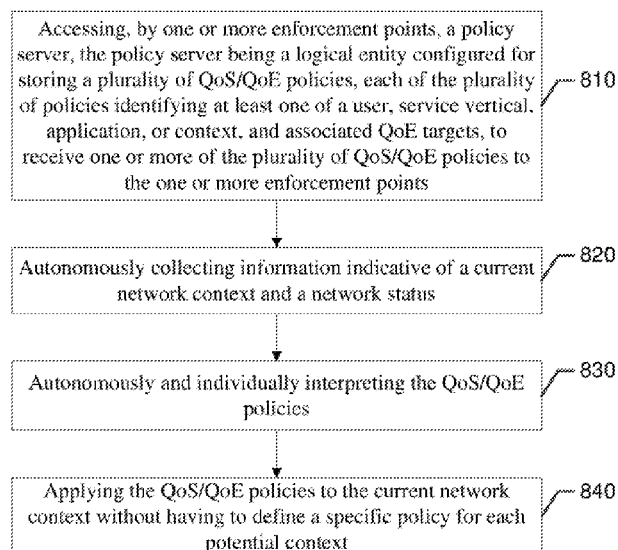 Accessing, by one or more enforcement points, a policy
server, the policy server being a logical entity configured for
storing a plurality of QoS/QoE policies, each of the plurality
of policies identifying at least one of a user, service vertical,
application, or context, and associated QoE targets, to
receive one or more of the plurality of QoS/QoE policies to
the one or more enforcement points
810
Autonomously collecting information indicative of a current
network context and a network status
820
Autonomously and individually interpreting the QoS/QoE
policies
830
Applying the QoS/QoE policies to the current network
context without having to define a specific policy for each
potential context
840